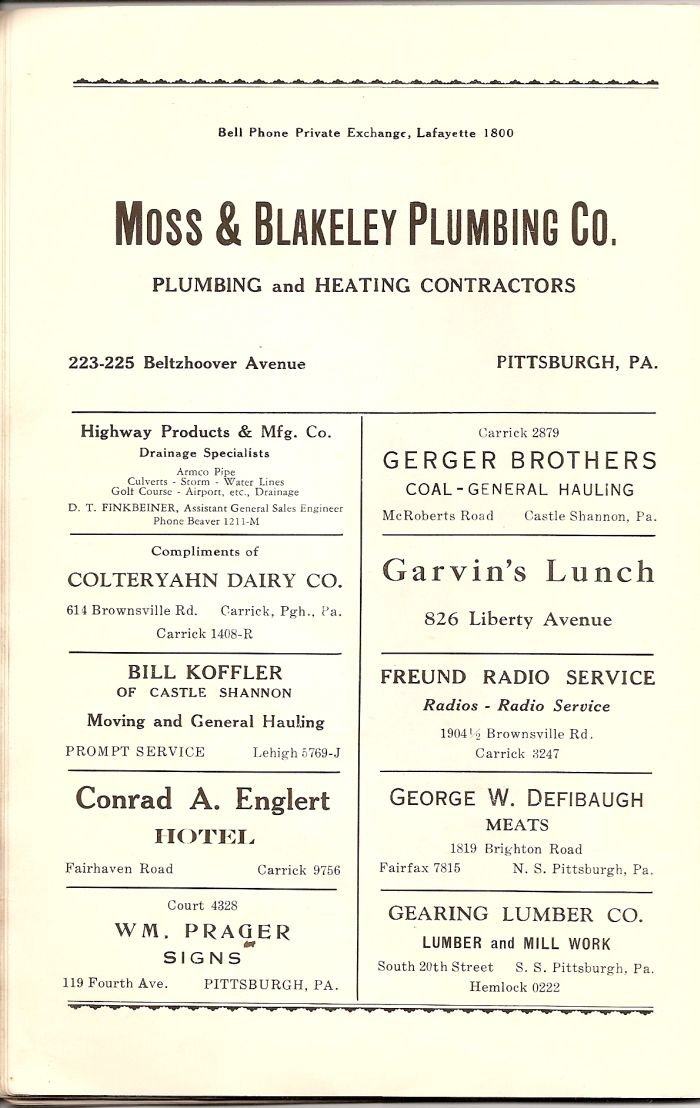 Bell Phone Private Exchange, Lafayette 1800
MOSS & BLAKELEY PLUMBING CO.
PLUMBING and HEATING CONTRACTORS
223-225 Beltzhoover Avenue PITTSBURGH, PA.
Highway Products & Mfg. Co.
Drainage Specialists
Armco Pipe
Culverts - Storm - Water Lines
Golf Course - Airport, etc., Drainage
D. T. FINKBEINER, Assistant General Sales Engineer
Phone Beaver 1211-M
Compliments of
COLTERYAHN DAIRY CO.
614 Brownsville Rd. Carrick, Pgh., Pa.
Carrick 1408-R
BILL KOFFLER
OF CASTLE SHANNON
Moving and General Hauling
PROMPT SERVICE Lehigh 5769-J
Conrad A. Englert
HOTEL
Fairhaven Road Carrick 9756
Court 4328
WM. PRAGER
SIGNS
119 Fourth Ave. PITTSBURGH, PA.
Carrick 2879
GERGER BROTHERS
COAL - GENERAL HAULING
McRoberts Road Castle Shannon, Pa.
Garvin's Lunch
826 Liberty Avenue
FREUND RADIO SERVICE
Radios - Radio Service
1904½ Brownsville Rd.
Carrick 3247
GEORGE W. DEFIBAUGH
MEATS
1819 Brighton Road
Fairfax 7815 N. S. Pittsburgh, Pa.
GEARING LUMBER CO.
LUMBER and MILL WORK
South 20th Street S. S. Pittsburgh, Pa.
Hemlock 0222